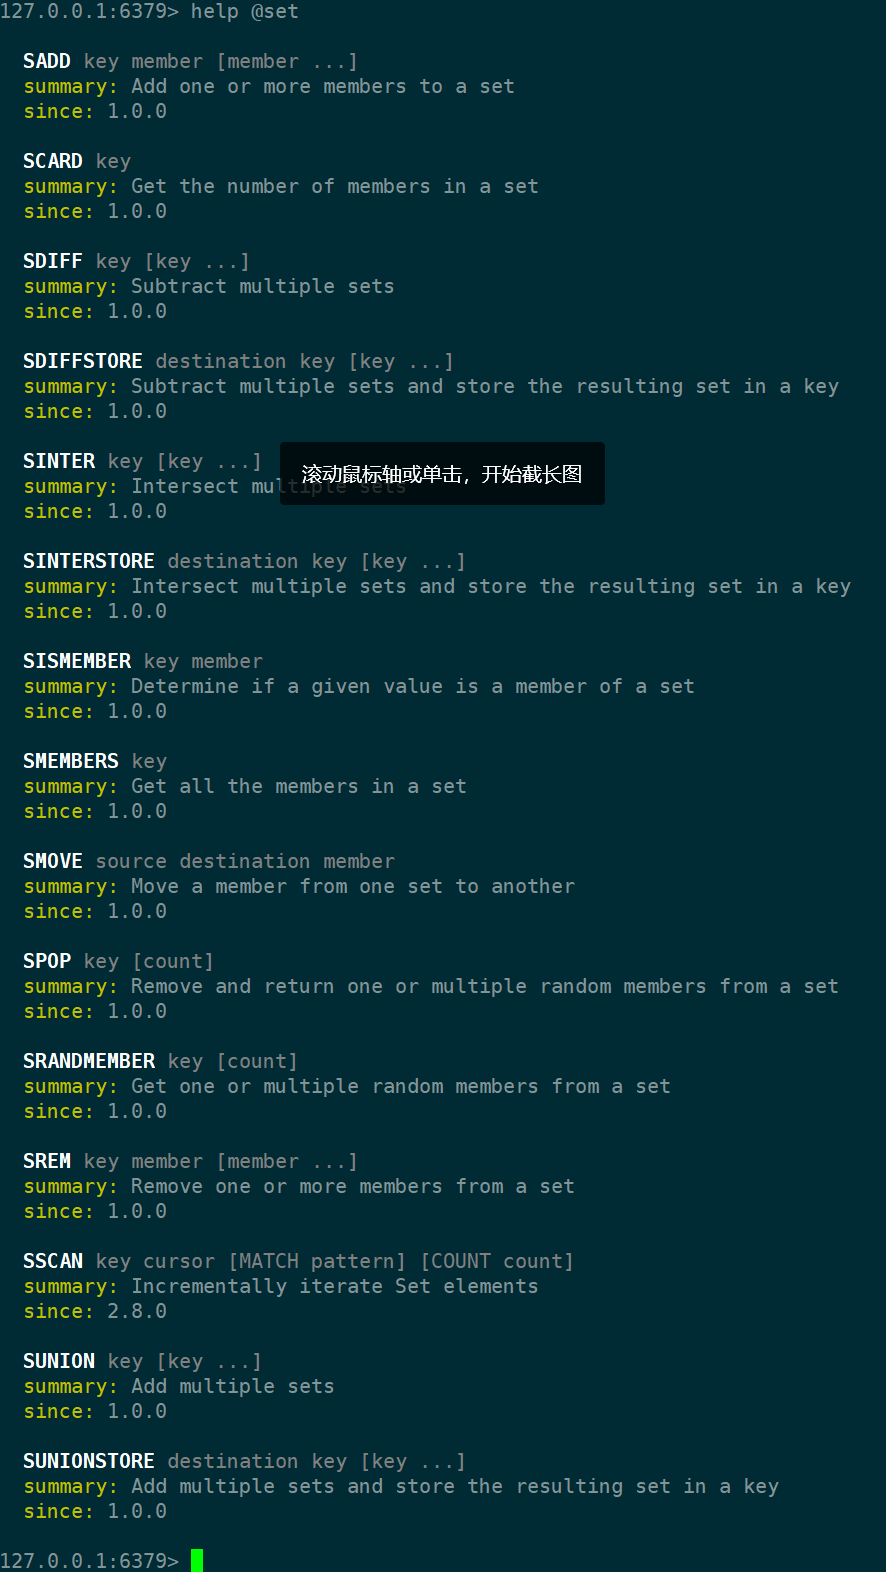 127.0.0.1:6379> help @set
SADD key member [member ...]
summary: Add one or more members to a set
since: 1.0.0
SCARD key
summary: Get the number of members in a set
since: 1.0.0
SDIFF key [key ...]
summary: Subtract multiple sets
since: 1.0.0
SDIFFSTORE destination key [key ...]
summary: Subtract multiple sets and store the resulting set in a key
since: 1.0.0
SINTER key [key ...]
滚动鼠标轴或单击，开始截长图
summary: Intersect multiple sets
since: 1.0.0
SINTERSTORE destination key [key ...]
summary: Intersect multiple sets and store the resulting set in a key
since: 1.0.0
SISMEMBER key member
summary: Determine if a given value is a member of a set
since: 1.0.0
SMEMBERS key
summary: Get all the members in a set
since: 1.0.0
SMOVE source destination member
summary: Move a member from one set to another
since: 1.0.0
SPOP key [count]
summary: Remove and return one or multiple random members from a set
since: 1.0.0
SRANDMEMBER key [count]
summary: Get one or multiple random members from a set
since: 1.0.0
SREM key member [member ...]
summary: Remove one or more members from a set
since: 1.0.0
SSCAN key cursor [MATCH pattern] [COUNT count]
summary: Incrementally iterate Set elements
since: 2.8.0
SUNION key [key ...]
summary: Add multiple sets
since: 1.0.0
SUNIONSTORE destination key [key ...]
summary: Add multiple sets and store the resulting set in a key
since: 1.0.0
127.0.0.1:6379>